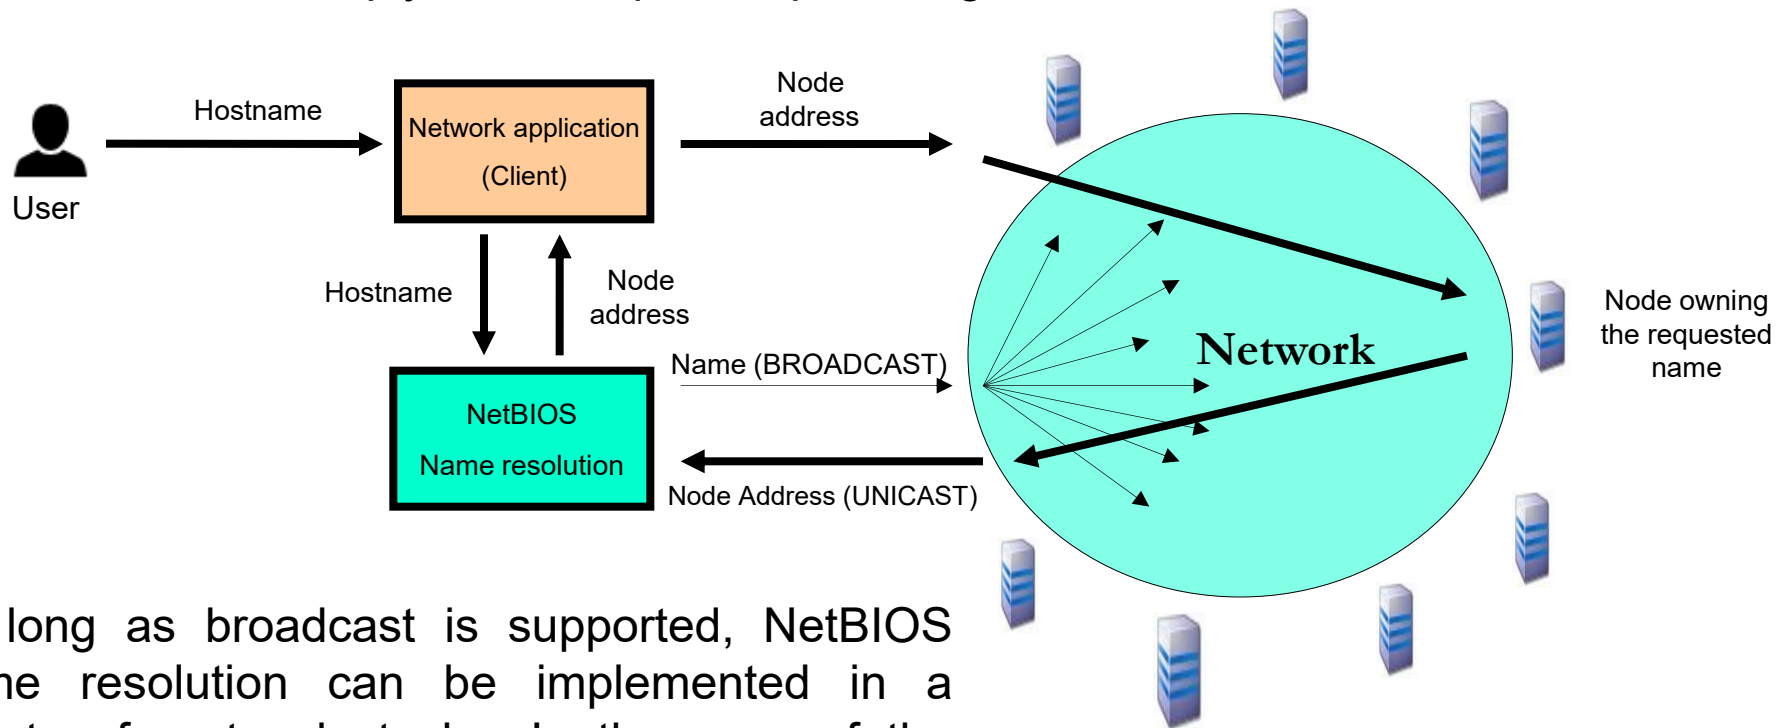 Hostname
Node
address
Network application
(Client)
User
Hostname
Node
address
Node owning
the requested
name
Network
Name (BROADCAST)
NetBIOS
Name resolution
Node Address (UNICAST)
long as broadcast is supported, NetBIOS
resolution can be implemented in a